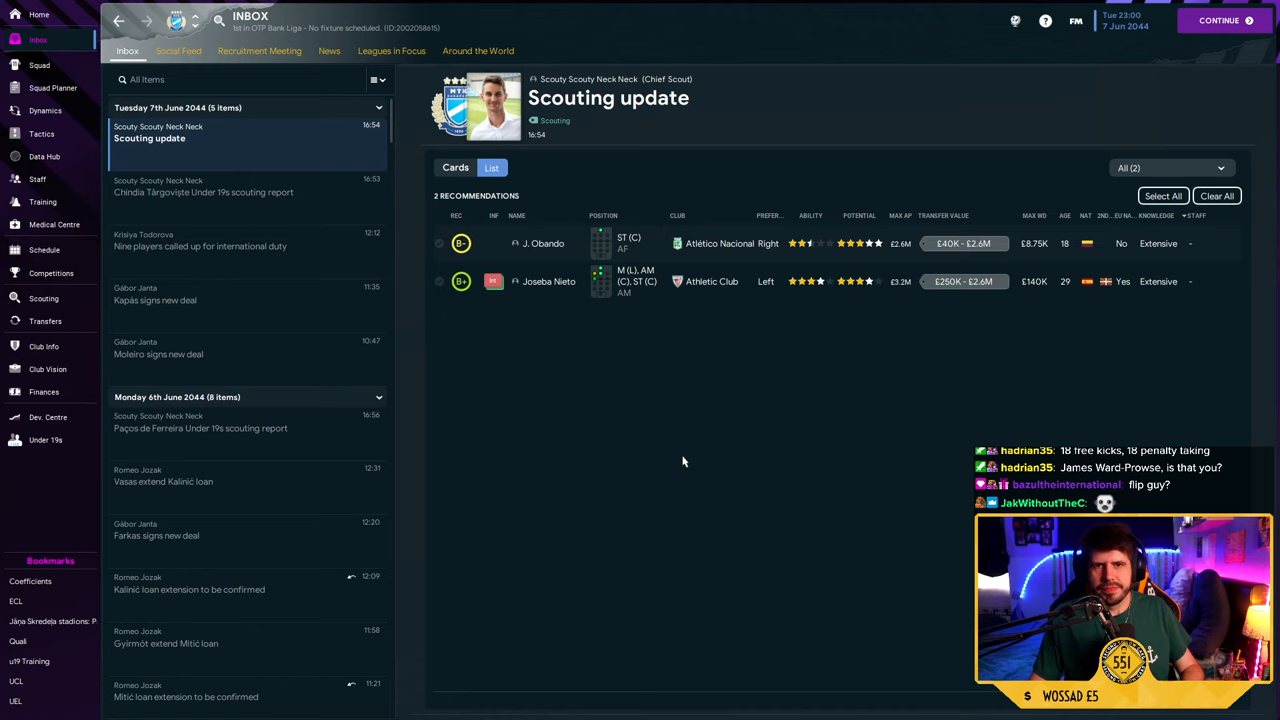 Home
Inbox
Squad
Squad Planner
Dynamics
Tactics
Data Hub
Staff
Training
Medical Centre
Schedule
Competitions
Scouting
Transfers
Club Info
Club Vision
Finances
Dev. Centre
Under 19s
Bookmarks
Coefficients
ECL
Jāņa Skredeļa stadions: P
Quali
u19 Training
UCL
UEL
INBOX
1st in OTP Bank Liga - No fixture scheduled. (ID:2002058615)
FM
Tue 23:00
7 Jun 2044
CONTINUE
Inbox Social Feed Recruitment Meeting News Leagues in Focus Around the World
All Items
Tuesday 7th June 2044 (5 items)
Scouty Scouty Neck Neck 16:54
Scouting update
Scouty Scouty Neck Neck 16:53
Chindia Târgoviște Under 19s scouting report
Krisiya Todorova 12:12
Nine players called up for international duty
Gábor Janta 11:35
Kapás signs new deal
Gábor Janta 10:47
Moleiro signs new deal
Monday 6th June 2044 (8 items)
Scouty Scouty Neck Neck 16:56
Paços de Ferreira Under 19s scouting report
Romeo Jozak 12:31
Vasas extend Kalinić loan
Gábor Janta 12:20
Farkas signs new deal
Romeo Jozak 12:09
Kalinić loan extension to be confirmed
Romeo Jozak 11:58
Gyirmót extend Mitić loan
Romeo Jozak 11:21
Mitić loan extension to be confirmed
MTK
Scouty Scouty Neck Neck (Chief Scout)
Scouting update
Scouting
16:54
Cards List All (2)
2 RECOMMENDATIONS Select All Clear All
REC INF NAME POSITION CLUB PREFER... ABILITY POTENTIAL MAX AP TRANSFER VALUE MAX WD AGE NAT 2ND... EU NA... KNOWLEDGE STAFF
B- J. Obando ST (C) AF Atlético Nacional Right £2.6M £40K - £2.6M £8.75K 18 No Extensive -
B+ Int Joseba Nieto M (L), AM (C), ST (C) AM Athletic Club Left £3.2M £250K - £2.6M £140K 29 Yes Extensive -
hadrian35: 18 free kicks, 18 penalty taking
hadrian35: James Ward-Prowse, is that you?
bazultheinternational: flip guy?
JakWithoutTheC:
551
$ WOSSAD £5